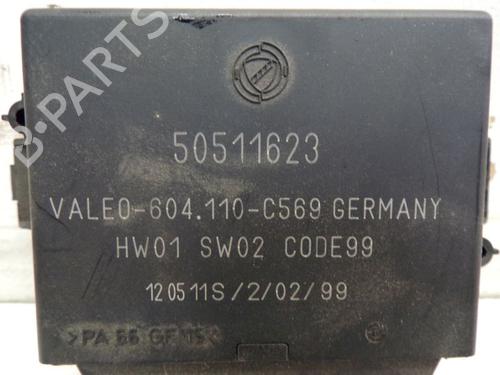 50511623
VALEO-604.110-C569 GERMANY
HW01 SW02 CODE99
120511S/2/02/99
>PA 66 GF15<
B-PARTS